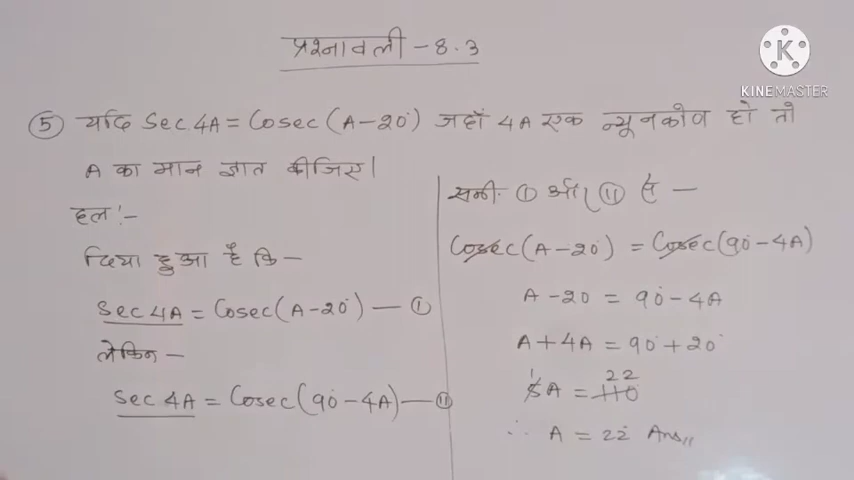 प्रश्नावली - 8.3
KINEMASTER
⑤ यदि Sec 4A = Cosec (A - 20°) जहाँ 4A एक न्यूनकोण हो तो
A का मान ज्ञात कीजिए।
हल :-
दिया हुआ है कि -
Sec 4A = Cosec (A - 20°) — Ⓘ
लेकिन -
Sec 4A = Cosec (90° - 4A) — ⓘⓘ
समी. Ⓘ और ⓘⓘ से —
Cosec (A - 20°) = Cosec (90° - 4A)
A - 20 = 90° - 4A
A + 4A = 90° + 20°
1 22
5A = 110°
∴ A = 22° Ans,,